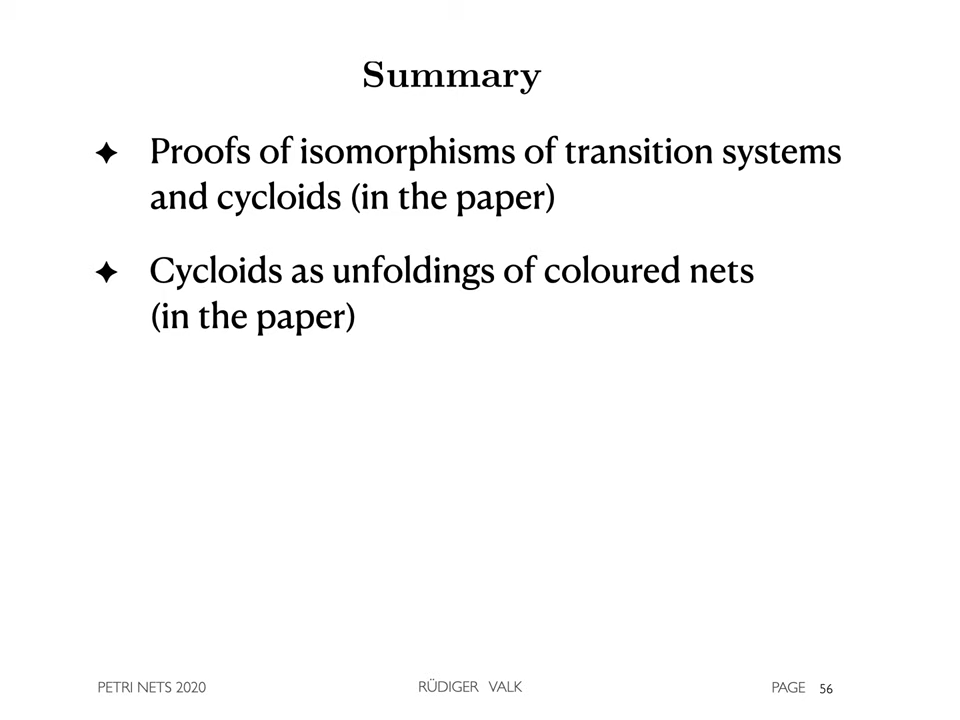 Summary
✦ Proofs of isomorphisms of transition systems
and cycloids (in the paper)
✦ Cycloids as unfoldings of coloured nets
(in the paper)
PETRI NETS 2020 RÜDIGER VALK PAGE 56